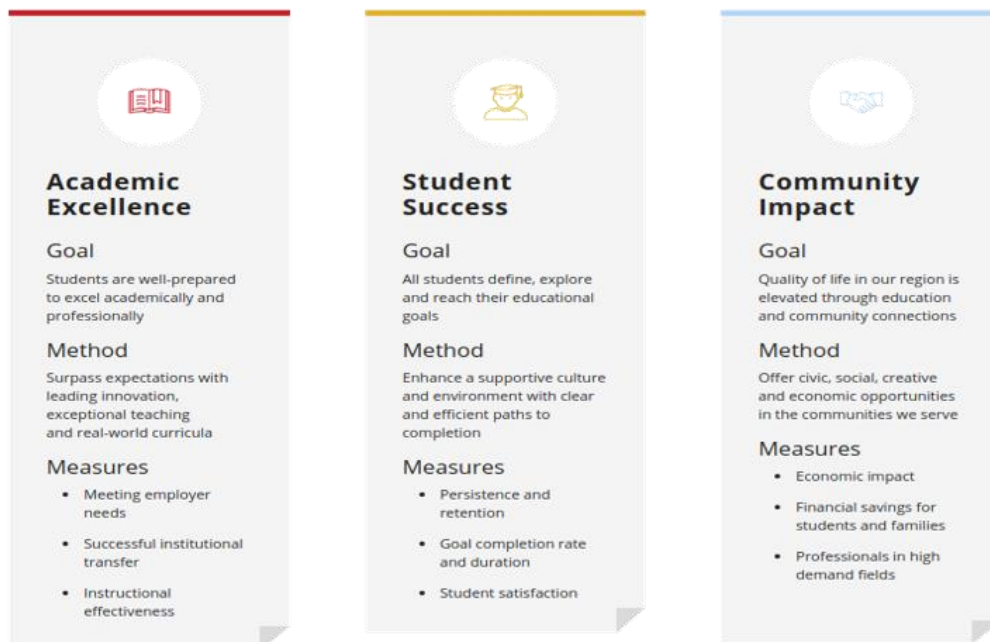 Academic
Excellence
Goal
Students are well-prepared
to excel academically and
professionally
Method
Surpass expectations with
leading innovation,
exceptional teaching
and real-world curricula
Measures
• Meeting employer
needs
• Successful institutional
transfer
• Instructional
effectiveness
Student
Success
Goal
All students define, explore
and reach their educational
goals
Method
Enhance a supportive culture
and environment with clear
and efficient paths to
completion
Measures
• Persistence and
retention
• Goal completion rate
and duration
• Student satisfaction
Community
Impact
Goal
Quality of life in our region is
elevated through education
and community connections
Method
Offer civic, social, creative
and economic opportunities
in the communities we serve
Measures
• Economic impact
• Financial savings for
students and families
• Professionals in high
demand fields